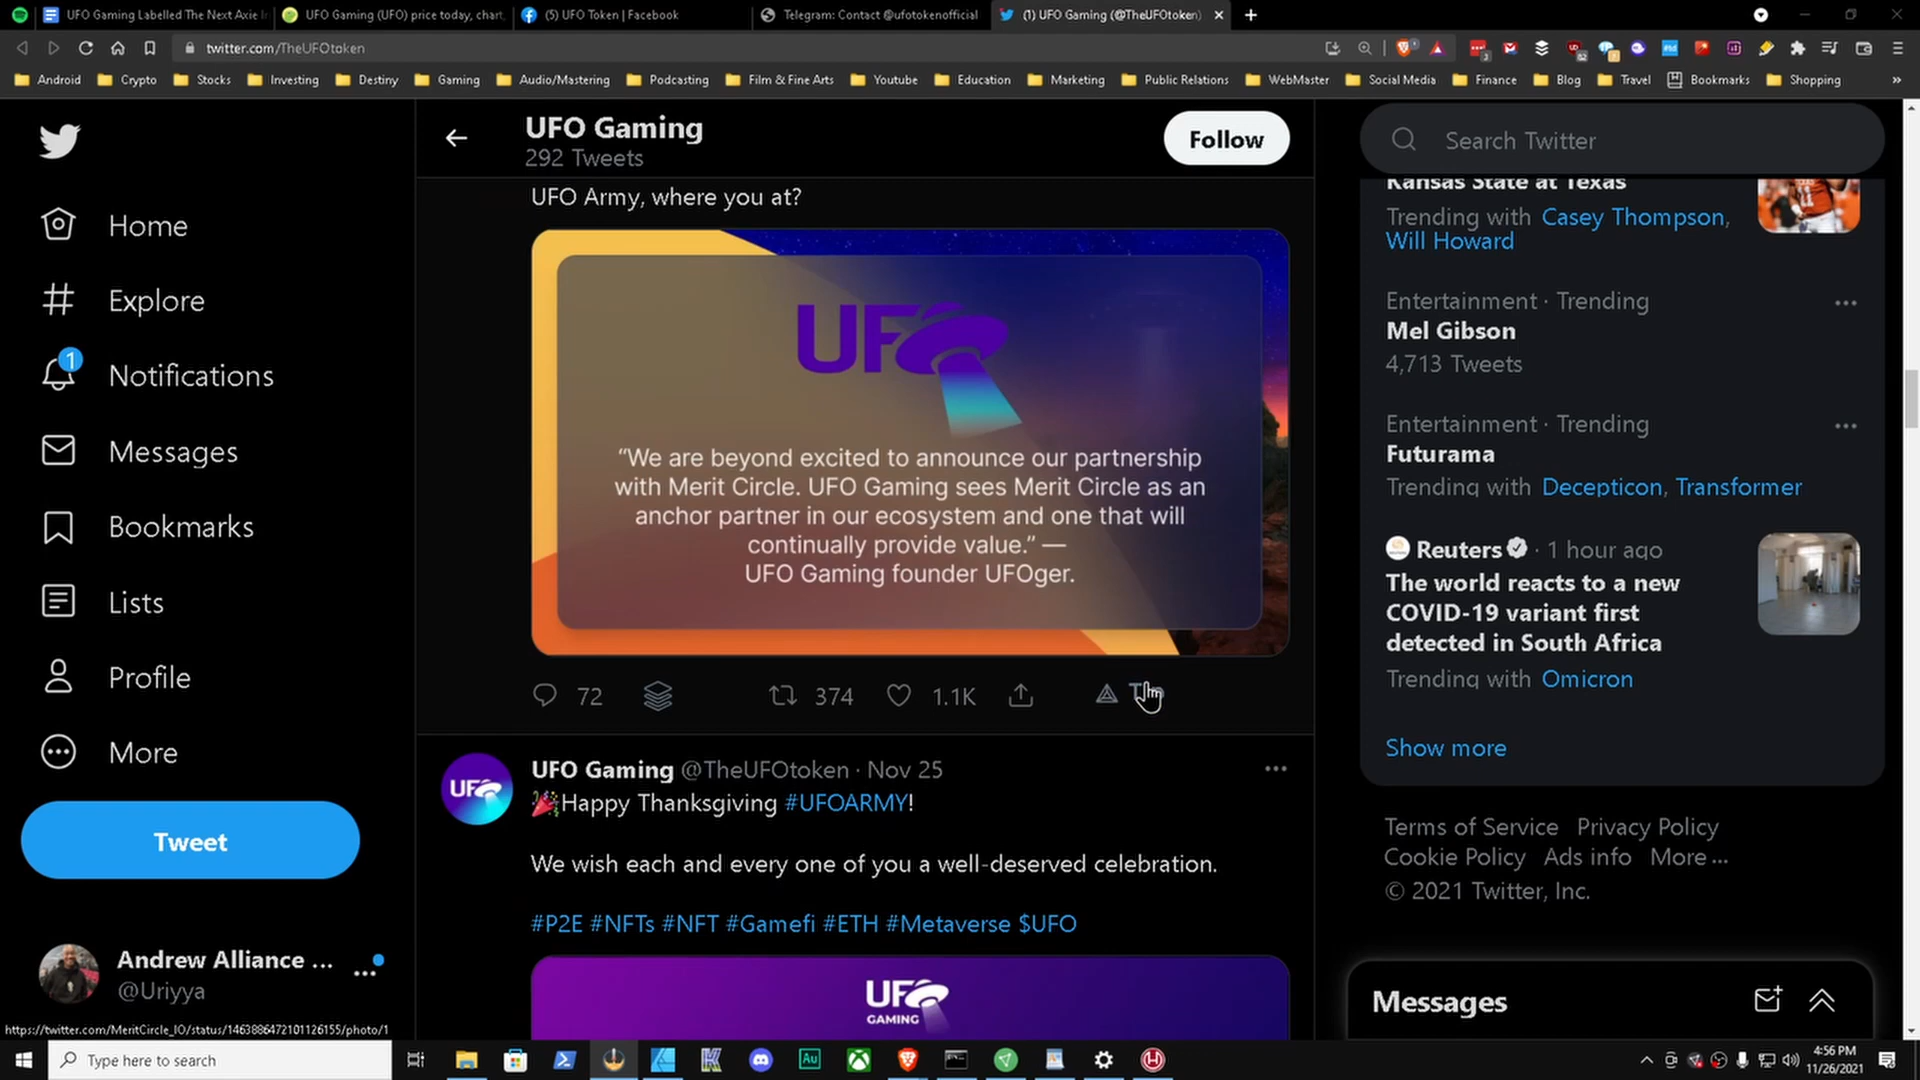 UFO Gaming Labelled The Next Axie In
UFO Gaming (UFO) price today, chart,
(5) UFO Token | Facebook
Telegram: Contact @ufotokenofficial
(1) UFO Gaming (@TheUFOtoken)
twitter.com/TheUFOtoken
Android
Crypto
Stocks
Investing
Destiny
Gaming
Audio/Mastering
Podcasting
Film & Fine Arts
Youtube
Education
Marketing
Public Relations
WebMaster
Social Media
Finance
Blog
Travel
Bookmarks
Shopping
Home
Explore
1
Notifications
Messages
Bookmarks
Lists
Profile
More
Tweet
Andrew Alliance ...
@Uriyya
UFO Gaming
292 Tweets
Follow
UFO Army, where you at?
UFO
“We are beyond excited to announce our partnership
with Merit Circle. UFO Gaming sees Merit Circle as an
anchor partner in our ecosystem and one that will
continually provide value.” —
UFO Gaming founder UFOger.
72
374
1.1K
UFO
UFO Gaming @TheUFOtoken · Nov 25
🎉Happy Thanksgiving #UFOARMY!
We wish each and every one of you a well-deserved celebration.
#P2E #NFTs #NFT #Gamefi #ETH #Metaverse $UFO
UFO
GAMING
Search Twitter
Kansas State at Texas
Trending with Casey Thompson,
Will Howard
Entertainment · Trending
Mel Gibson
4,713 Tweets
Entertainment · Trending
Futurama
Trending with Decepticon, Transformer
Reuters · 1 hour ago
The world reacts to a new
COVID-19 variant first
detected in South Africa
Trending with Omicron
Show more
Terms of Service Privacy Policy
Cookie Policy Ads info More ...
© 2021 Twitter, Inc.
Messages
https://twitter.com/MeritCircle_IO/status/1463886472101126155/photo/1
Type here to search
Au
4:56 PM
11/26/2021